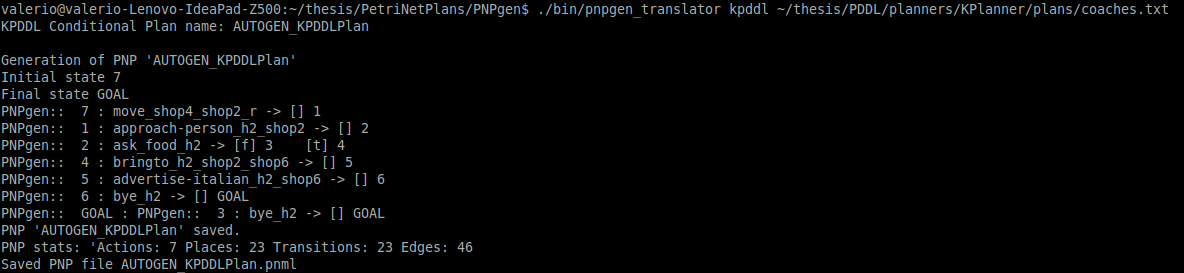 valerio@valerio-Lenovo-IdeaPad-Z500:~/thesis/PetriNetPlans/PNPgen$ ./bin/pnpgen_translator kpddl ~/thesis/PDDL/planners/KPlanner/plans/coaches.txt
KPDDL Conditional Plan name: AUTOGEN_KPDDLPlan

Generation of PNP 'AUTOGEN_KPDDLPlan'
Initial state 7
Final state GOAL
PNPgen::  7 : move_shop4_shop2_r -> [] 1
PNPgen::  1 : approach-person_h2_shop2 -> [] 2
PNPgen::  2 : ask_food_h2 -> [f] 3    [t] 4
PNPgen::  4 : bringto_h2_shop2_shop6 -> [] 5
PNPgen::  5 : advertise-italian_h2_shop6 -> [] 6
PNPgen::  6 : bye_h2 -> [] GOAL
PNPgen::  GOAL : PNPgen::  3 : bye_h2 -> [] GOAL
PNP 'AUTOGEN_KPDDLPlan' saved.
PNP stats: 'Actions: 7 Places: 23 Transitions: 23 Edges: 46
Saved PNP file AUTOGEN_KPDDLPlan.pnml